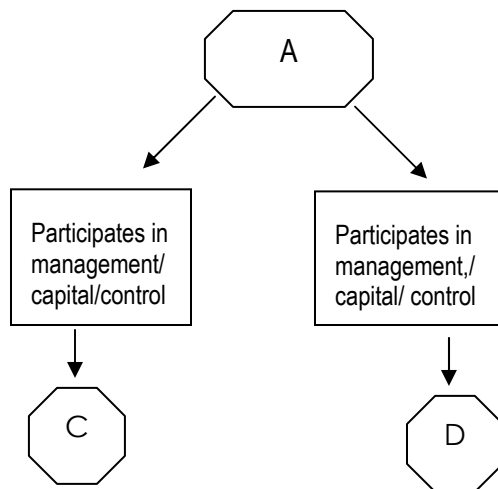 A
Participates in
management/
capital/control
Participates in
management,/
capital/ control
C
D